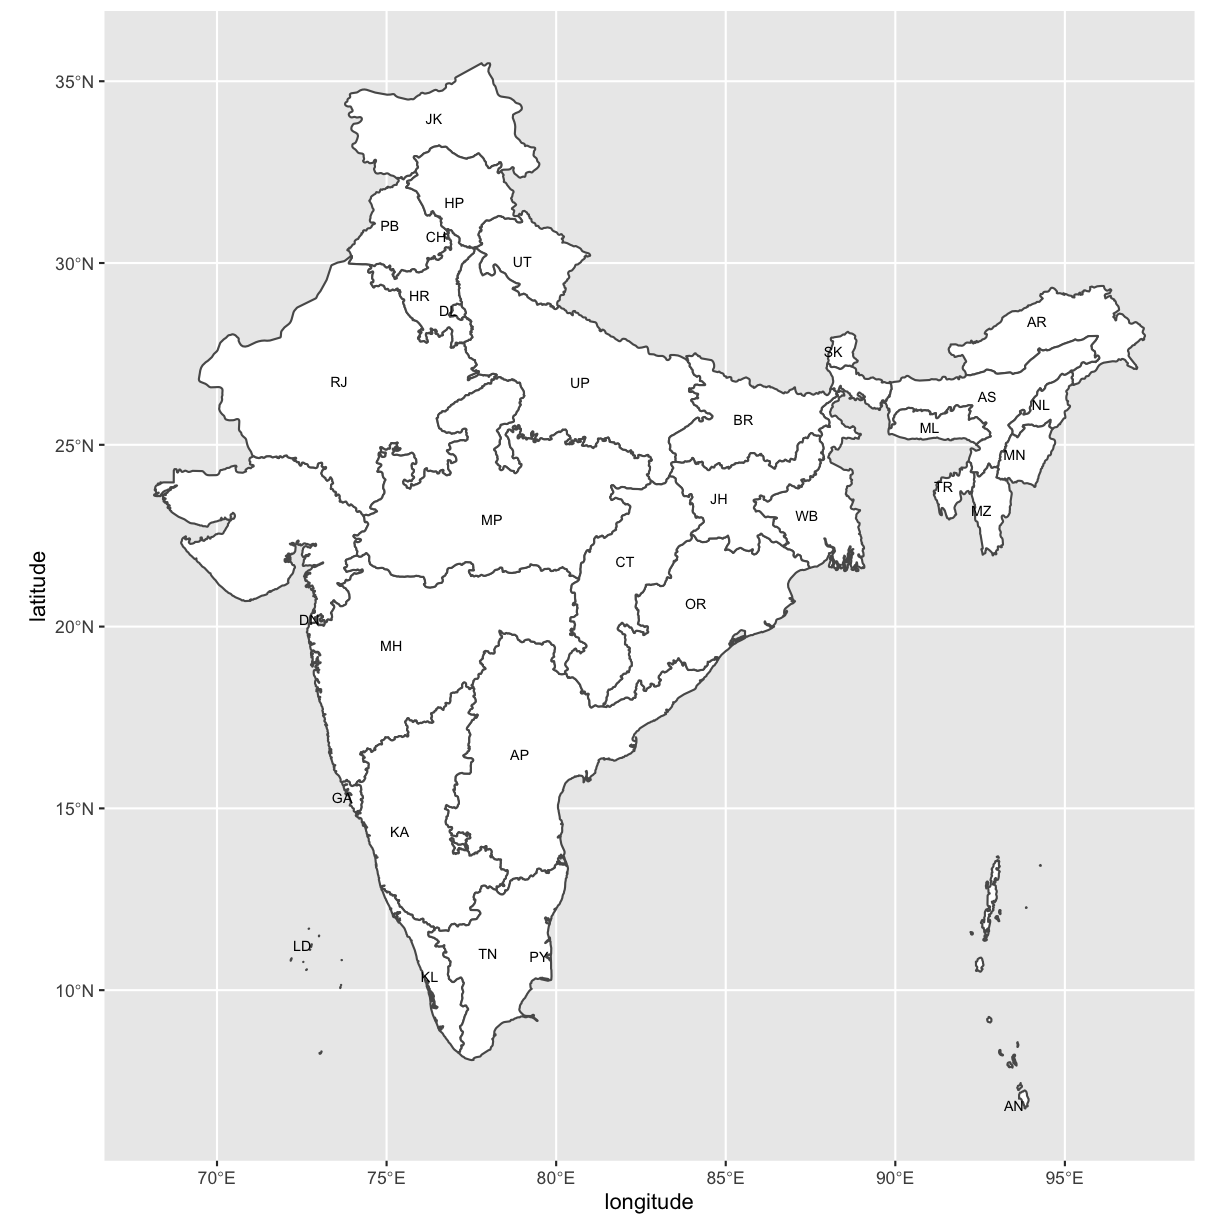 35°N
JK
HP
PB
CH
30°N
UT
HR
DL
AR
SK
RJ
UP
AS
NL
BR
ML
25°N
MN
TR
JH
MZ
WB
MP
CT
OR
DN
20°N
MH
AP
GA
15°N
KA
LD
TN
PY
KL
10°N
AN
70°E 75°E 80°E 85°E 90°E 95°E
longitude
latitude